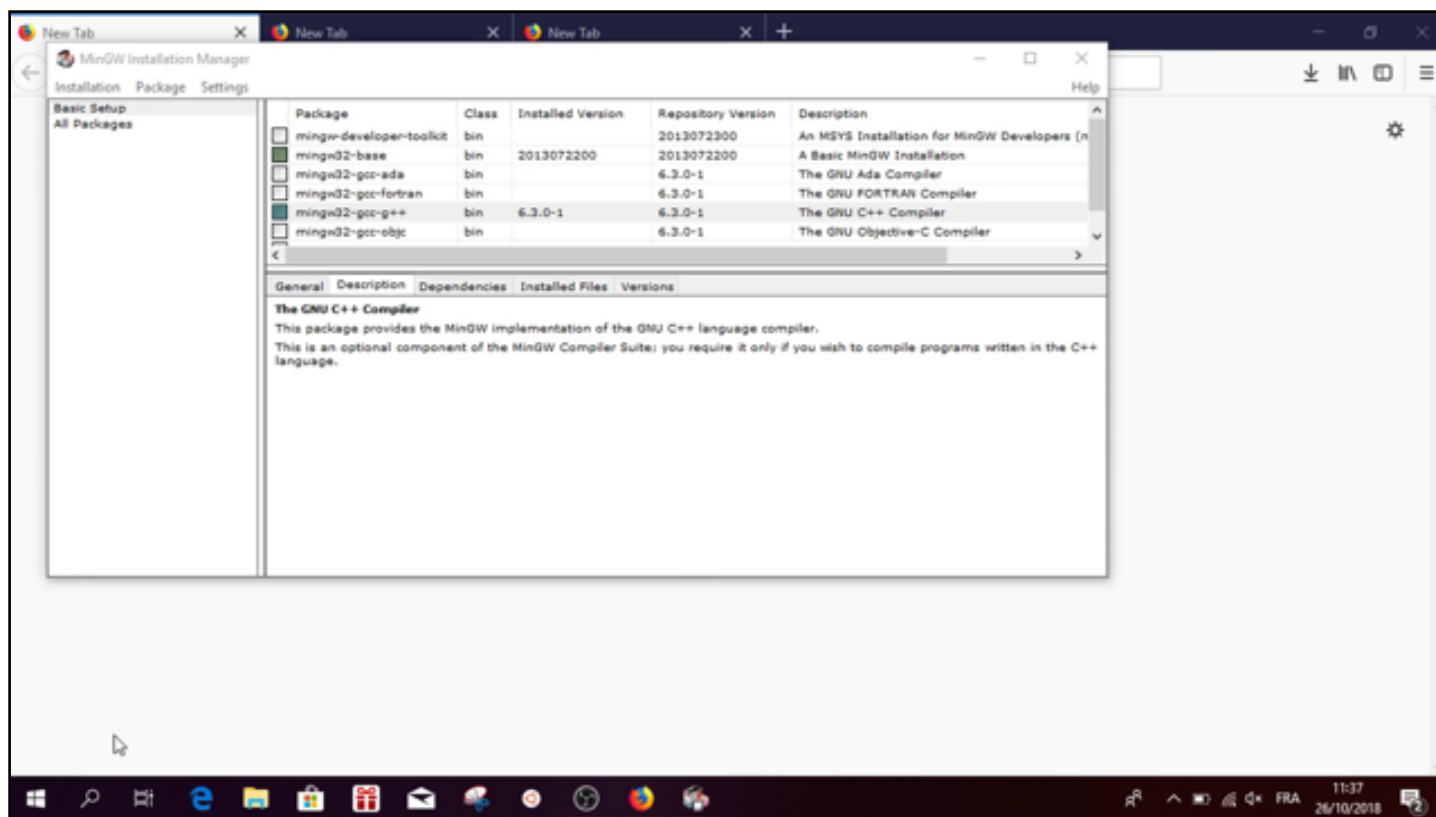 New Tab
New Tab
New Tab
MinGW Installation Manager
Installation Package Settings Help
Basic Setup
All Packages
Package Class Installed Version Repository Version Description
mingw-developer-toolkit bin 2013072300 An MSYS Installation for MinGW Developers (n
mingw32-base bin 2013072200 2013072200 A Basic MinGW Installation
mingw32-gcc-ada bin 6.3.0-1 The GNU Ada Compiler
mingw32-gcc-fortran bin 6.3.0-1 The GNU FORTRAN Compiler
mingw32-gcc-g++ bin 6.3.0-1 6.3.0-1 The GNU C++ Compiler
mingw32-gcc-objc bin 6.3.0-1 The GNU Objective-C Compiler
General Description Dependencies Installed Files Versions
The GNU C++ Compiler
This package provides the MinGW implementation of the GNU C++ language compiler.
This is an optional component of the MinGW Compiler Suite; you require it only if you wish to compile programs written in the C++
language.
FRA
11:37
26/10/2018
2